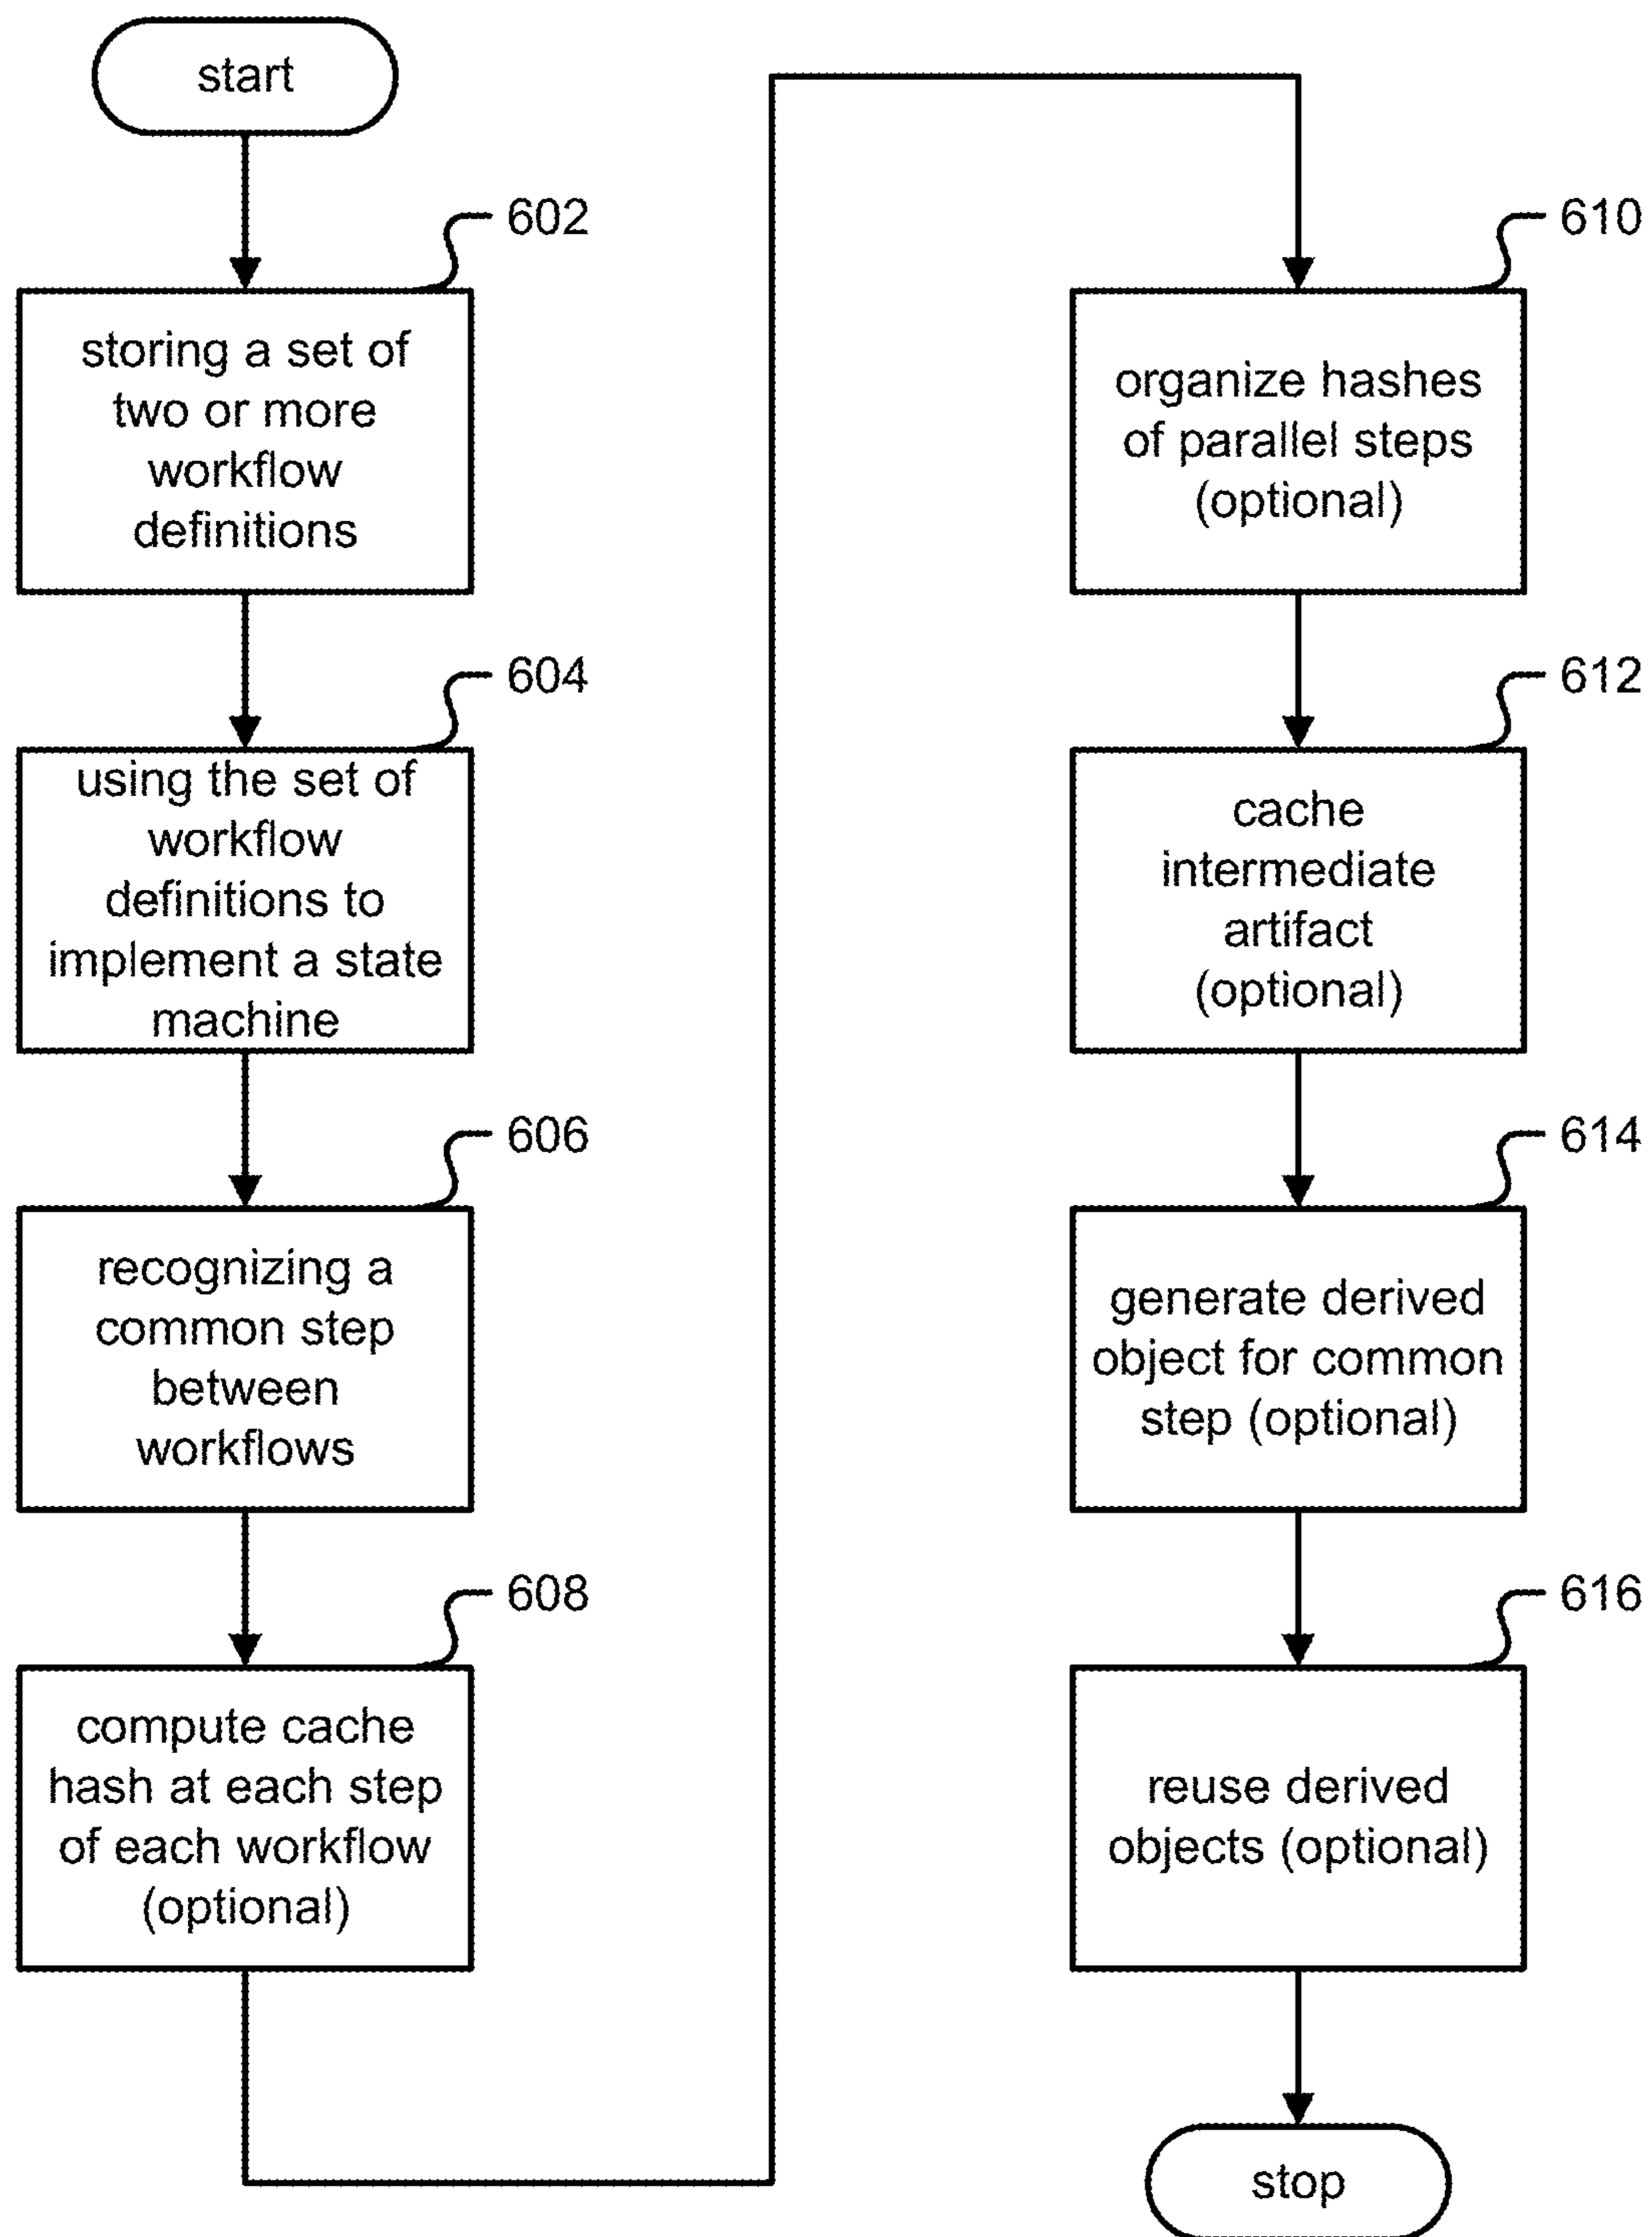 start
602
storing a set of
two or more
workflow
definitions
604
using the set of
workflow
definitions to
implement a state
machine
606
recognizing a
common step
between
workflows
608
compute cache
hash at each step
of each workflow
(optional)
610
organize hashes
of parallel steps
(optional)
612
cache
intermediate
artifact
(optional)
614
generate derived
object for common
step (optional)
616
reuse derived
objects (optional)
stop